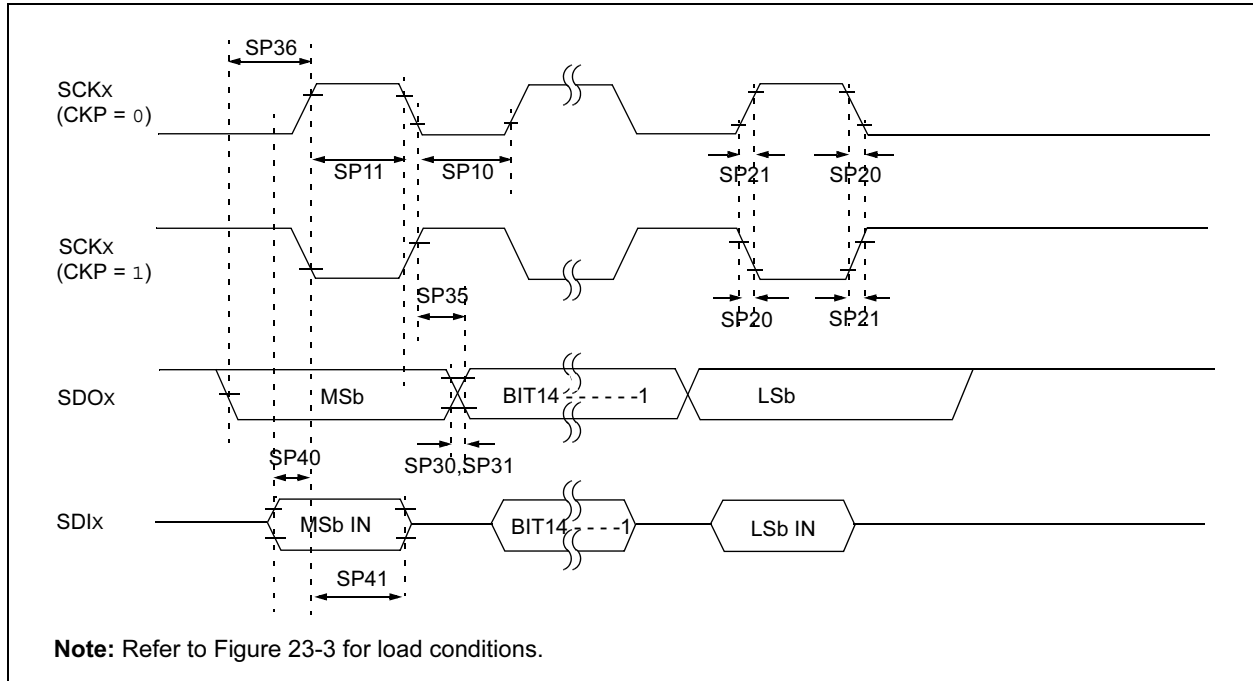 SP36
SCKx
(CKP = 0)
SP11
SP10
SP21
SP20
SCKx
(CKP = 1)
SP35
SP20
SP21
SDOx
MSb
BIT14 - - - - - -1
LSb
SP40
SP30,SP31
SDIx
MSb IN
BIT14 - - - -1
LSb IN
SP41
Note: Refer to Figure 23-3 for load conditions.